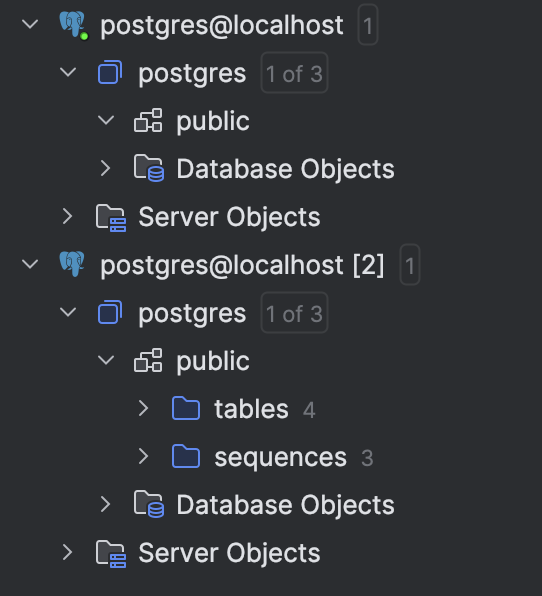 postgres@localhost 1
postgres 1 of 3
public
Database Objects
Server Objects
postgres@localhost [2] 1
postgres 1 of 3
public
tables 4
sequences 3
Database Objects
Server Objects